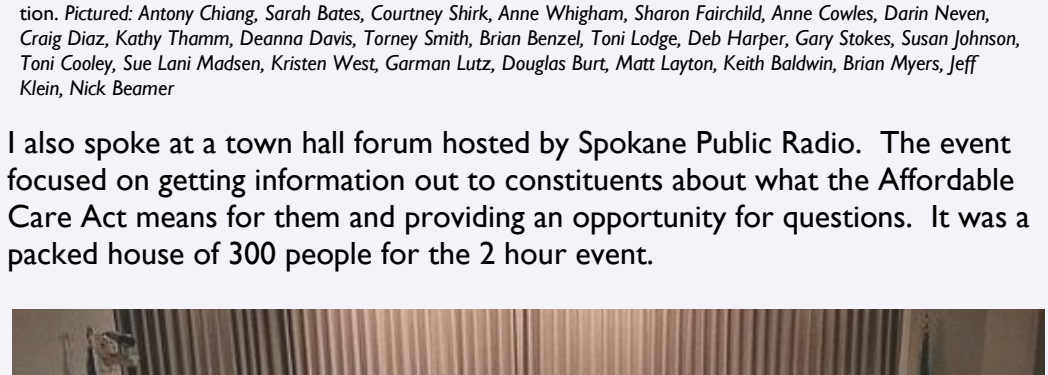 tion. Pictured: Antony Chiang, Sarah Bates, Courtney Shirk, Anne Whigham, Sharon Fairchild, Anne Cowles, Darin Neven,
Craig Diaz, Kathy Thamm, Deanna Davis, Torney Smith, Brian Benzel, Toni Lodge, Deb Harper, Gary Stokes, Susan Johnson,
Toni Cooley, Sue Lani Madsen, Kristen West, Garman Lutz, Douglas Burt, Matt Layton, Keith Baldwin, Brian Myers, Jeff
Klein, Nick Beamer
I also spoke at a town hall forum hosted by Spokane Public Radio.  The event
focused on getting information out to constituents about what the Affordable
Care Act means for them and providing an opportunity for questions.  It was a
packed house of 300 people for the 2 hour event.